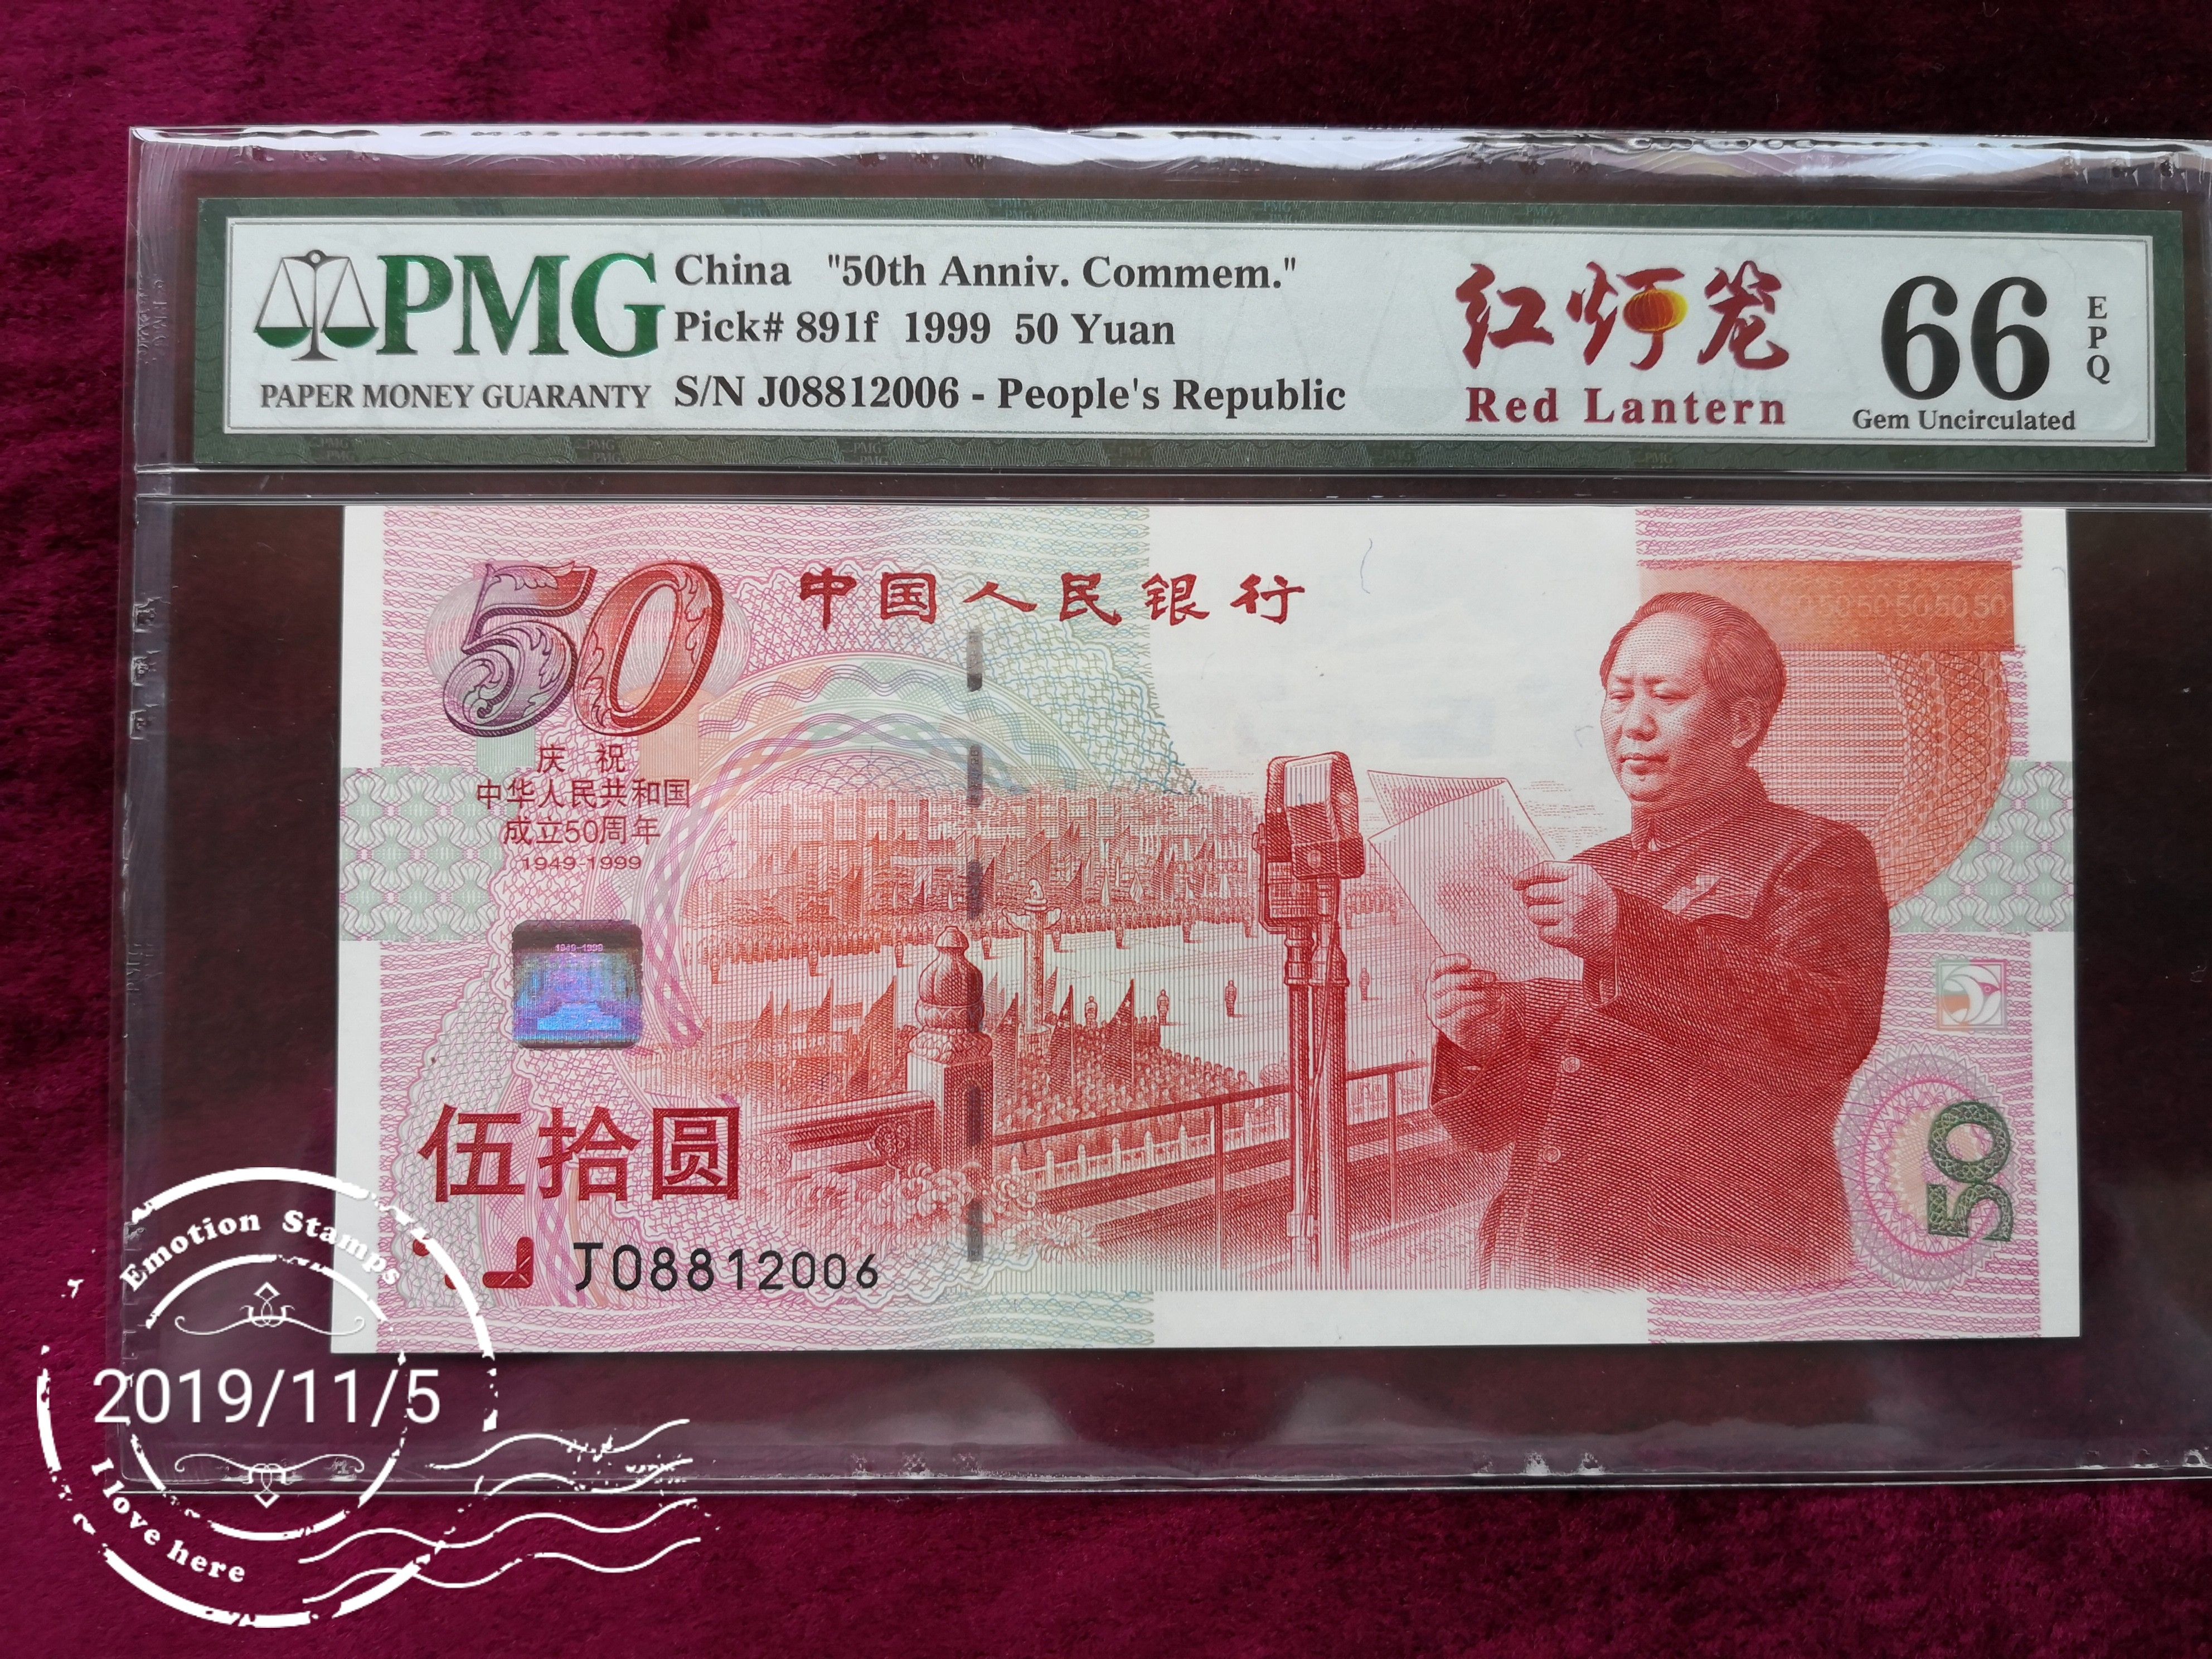 PMG
PAPER MONEY GUARANTY
China "50th Anniv. Commem."
Pick# 891f 1999 50 Yuan
S/N J08812006 - People's Republic
红灯笼
Red Lantern
66
EPQ
Gem Uncirculated
50
中国人民银行
505050505050
庆祝
中华人民共和国
成立50周年
1949-1999
1949-1999
伍拾圆
J08812006
50
Emotion Stamps
2019/11/5
I love here